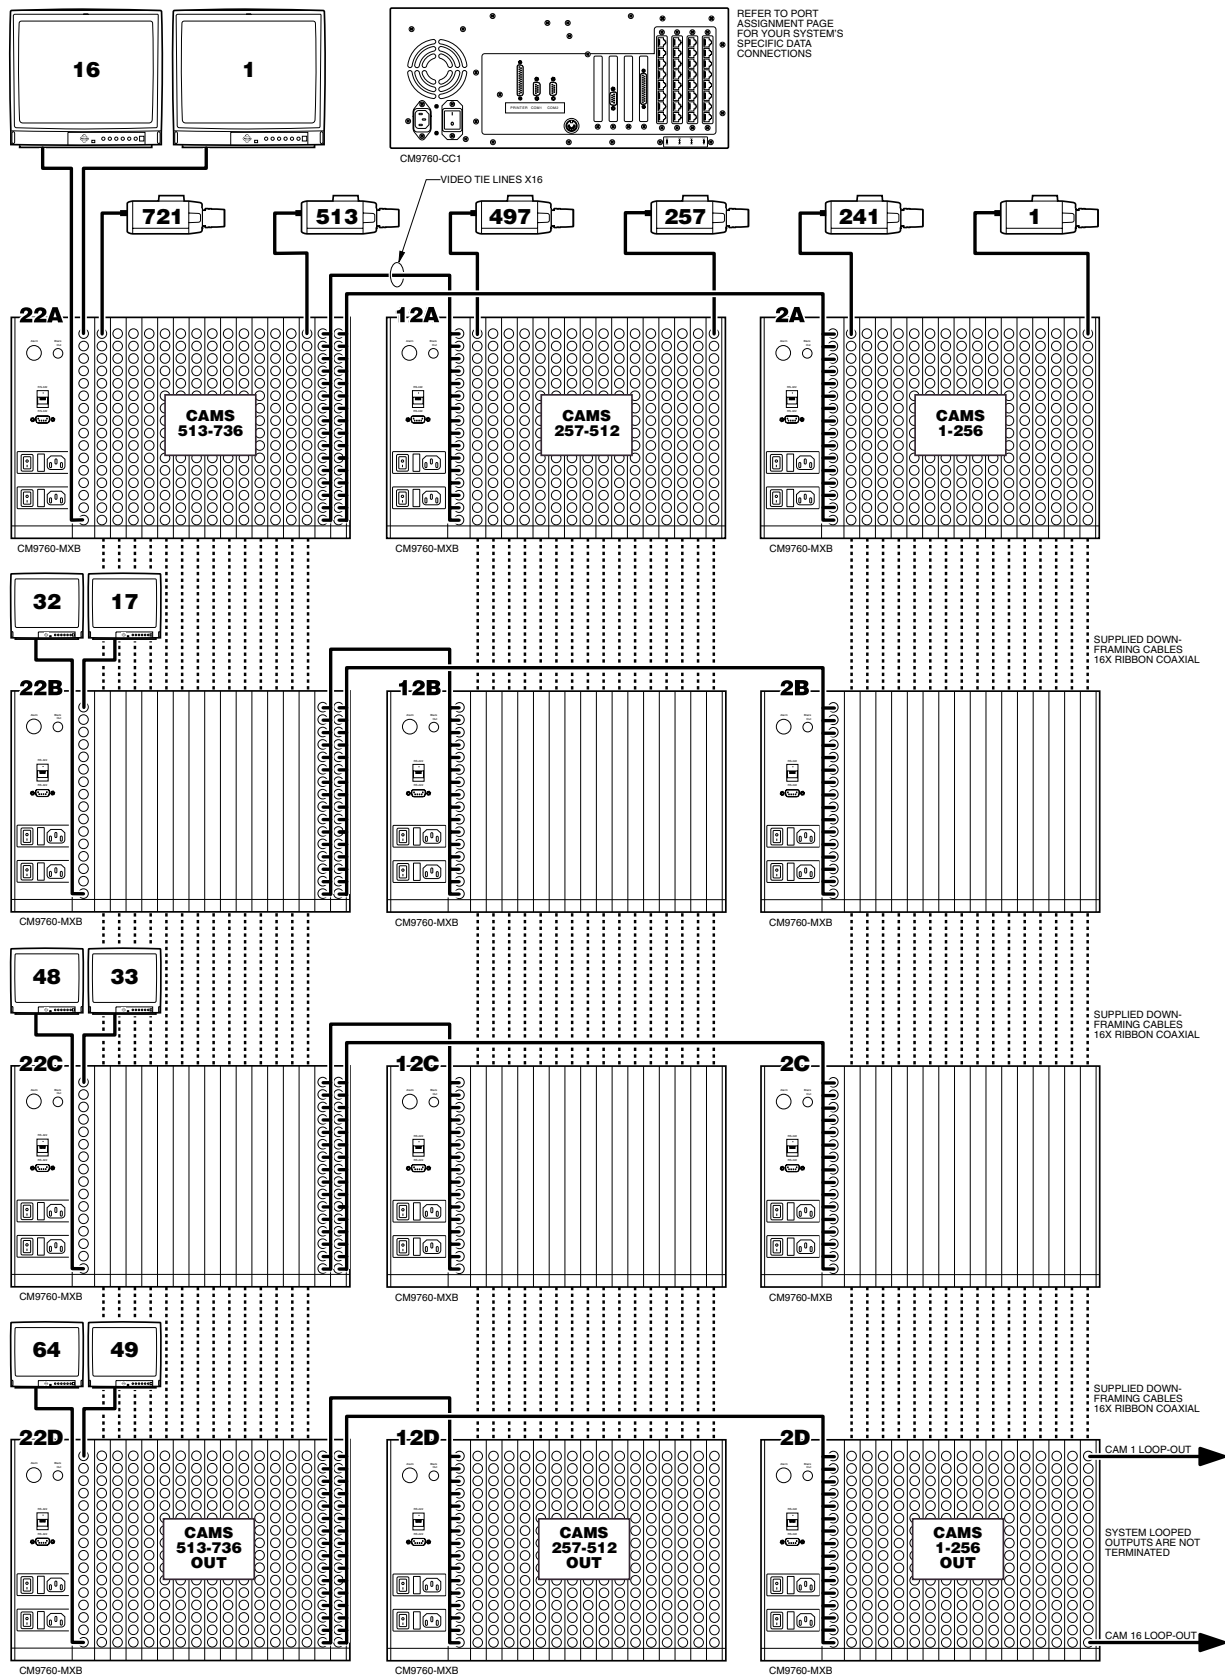 16
1
REFER TO PORT
ASSIGNMENT PAGE
FOR YOUR SYSTEM'S
SPECIFIC DATA
CONNECTIONS
PRINTER COM1 COM2
CM9760-CC1
VIDEO TIE LINES X16
721
513
497
257
241
1
22A
12A
2A
CAMS
513-736
CAMS
257-512
CAMS
1-256
CM9760-MXB
CM9760-MXB
CM9760-MXB
32
17
SUPPLIED DOWN-
FRAMING CABLES
16X RIBBON COAXIAL
22B
12B
2B
CM9760-MXB
CM9760-MXB
CM9760-MXB
48
33
SUPPLIED DOWN-
FRAMING CABLES
16X RIBBON COAXIAL
22C
12C
2C
CM9760-MXB
CM9760-MXB
CM9760-MXB
64
49
SUPPLIED DOWN-
FRAMING CABLES
16X RIBBON COAXIAL
22D
12D
2D
CAM 1 LOOP-OUT
CAMS
513-736
OUT
CAMS
257-512
OUT
CAMS
1-256
OUT
SYSTEM LOOPED
OUTPUTS ARE NOT
TERMINATED
CAM 16 LOOP-OUT
CM9760-MXB
CM9760-MXB
CM9760-MXB